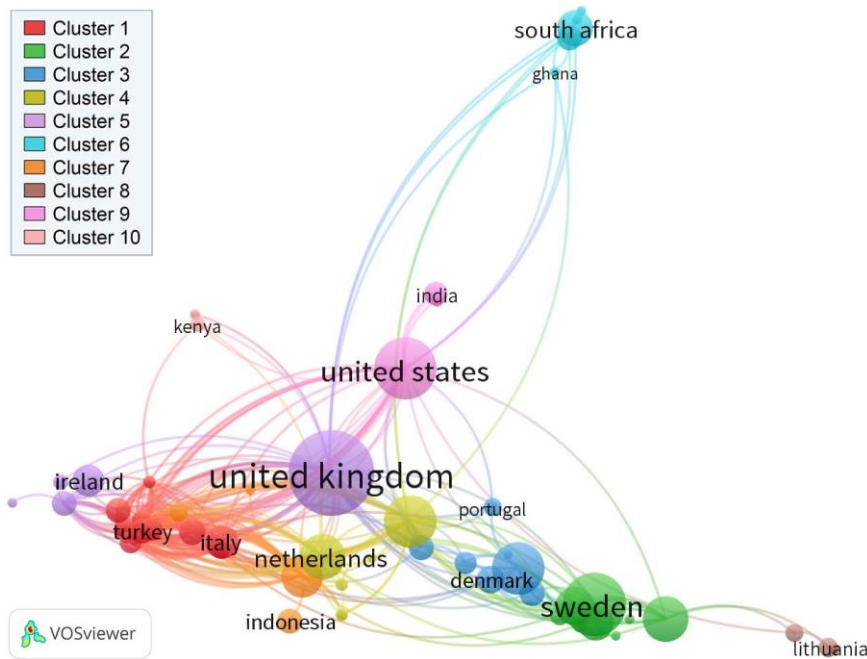 Cluster 1
Cluster 2
Cluster 3
Cluster 4
Cluster 5
Cluster 6
Cluster 7
Cluster 8
Cluster 9
Cluster 10
south africa
ghana
india
kenya
united states
united kingdom
ireland
portugal
turkey
italy
netherlands
denmark
sweden
indonesia
lithuania
VOSviewer